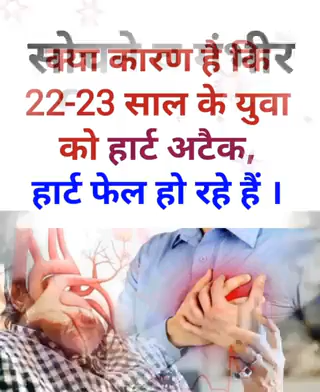 क्या कारण है कि
22-23 साल के युवा
को हार्ट अटैक,
हार्ट फेल हो रहे हैं ।